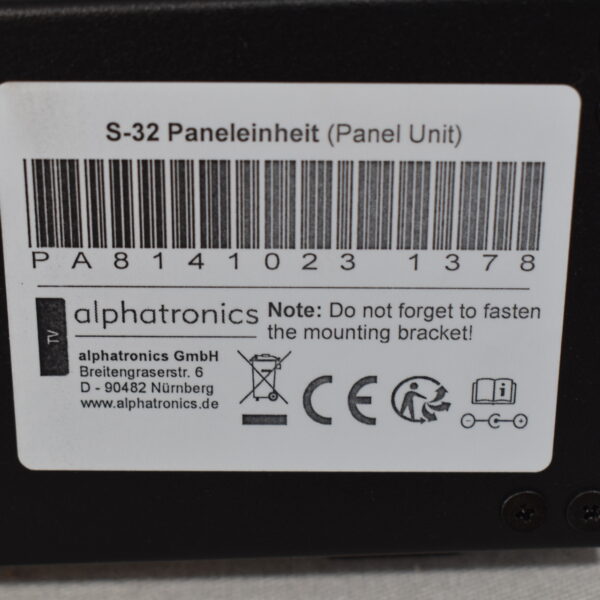 S-32 Paneleinheit (Panel Unit)
PA8141023 1378
TV
alphatronics
Note: Do not forget to fasten
the mounting bracket!
alphatronics GmbH
Breitengraserstr. 6
D - 90482 Nürnberg
www.alphatronics.de
CE
i